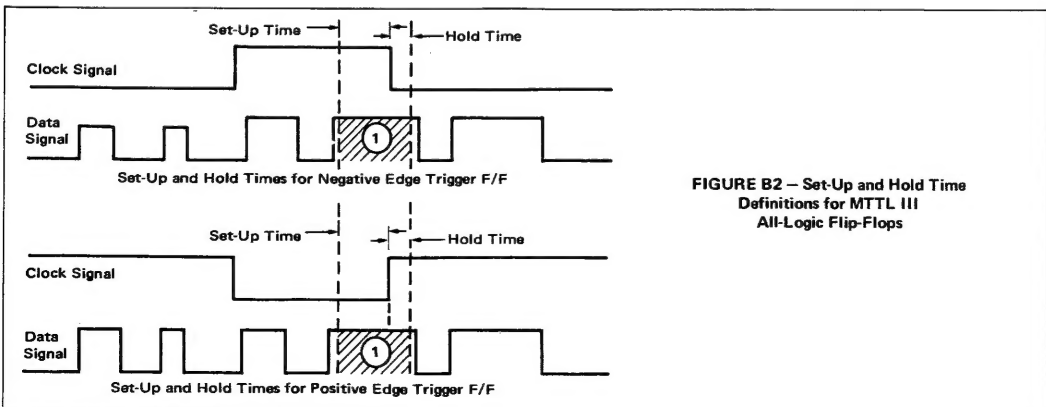 Set-Up Time
Hold Time
Clock Signal
Data
Signal
1
Set-Up and Hold Times for Negative Edge Trigger F/F
Set-Up Time
Hold Time
Clock Signal
Data
Signal
1
Set-Up and Hold Times for Positive Edge Trigger F/F
FIGURE B2 — Set-Up and Hold Time
Definitions for MTTL III
All-Logic Flip-Flops